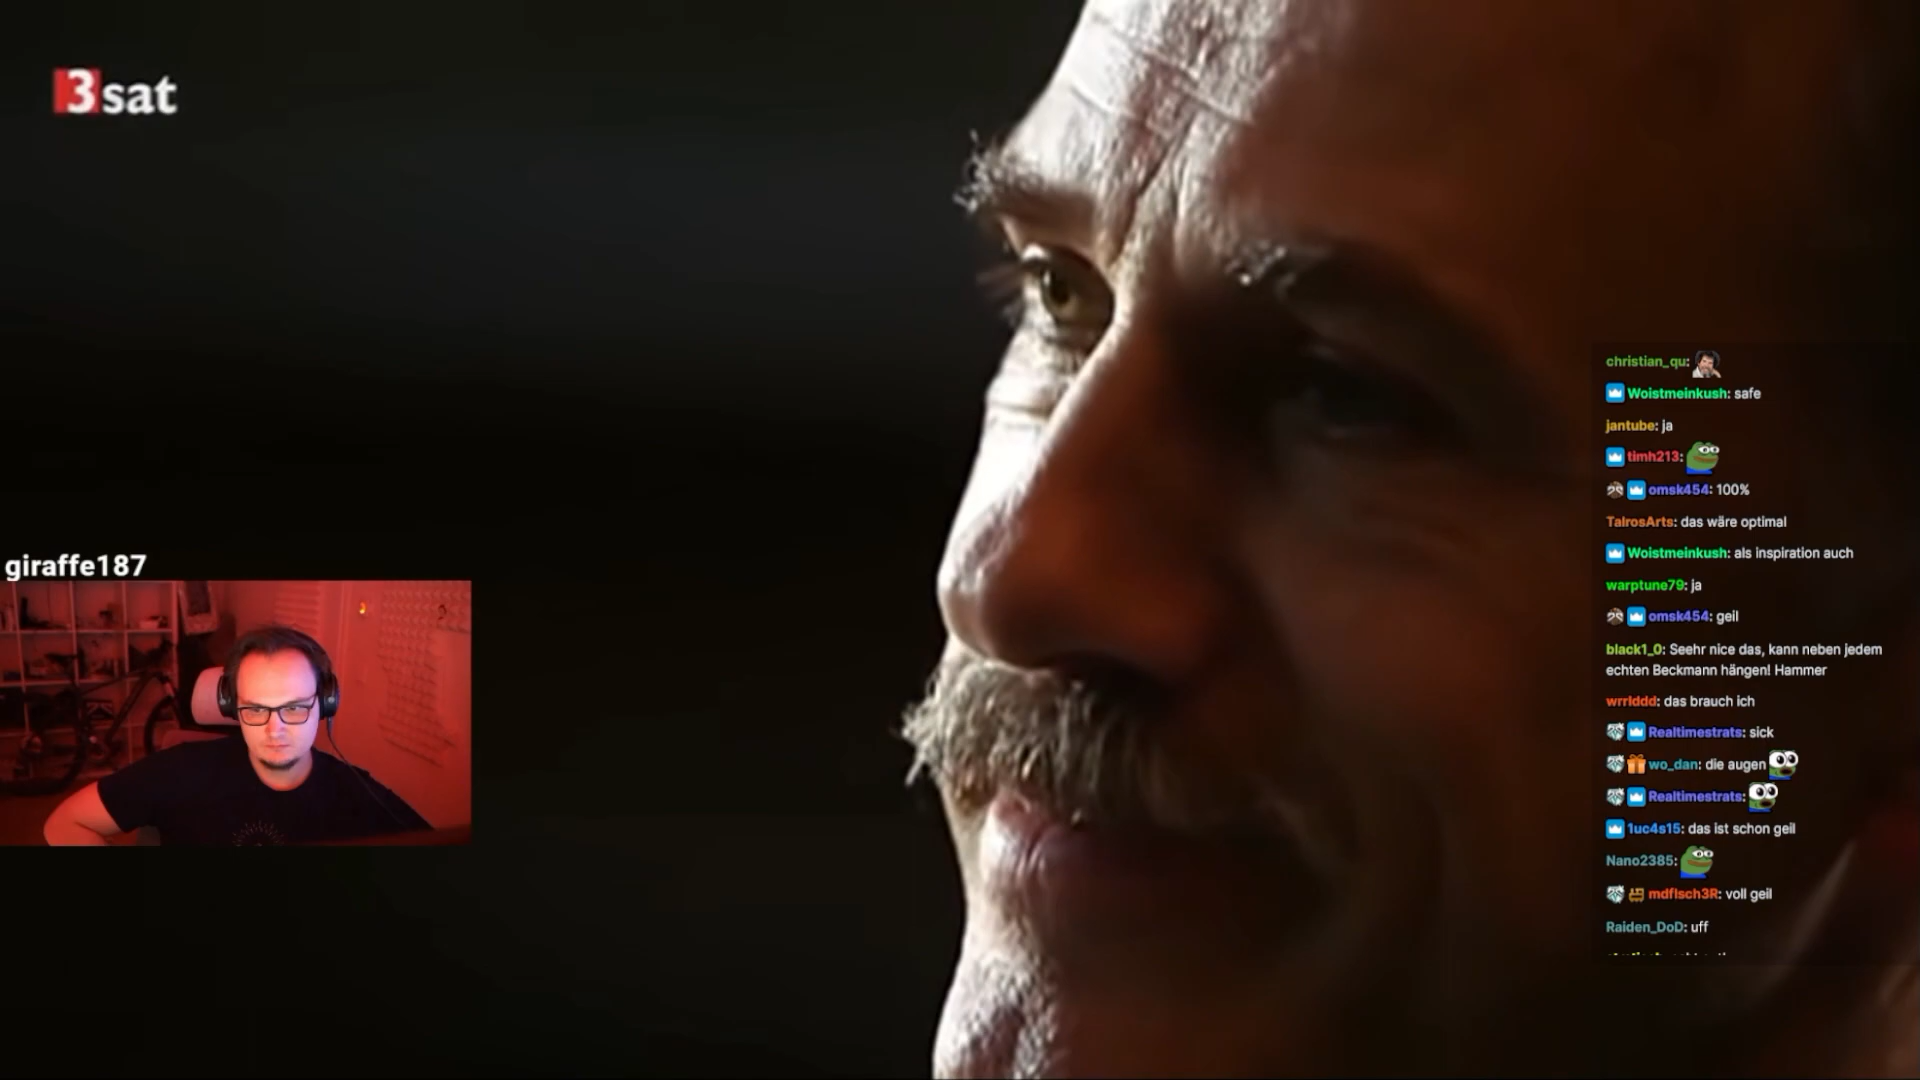 3sat
giraffe187
christian_qu:
Woistmeinkush: safe
jantube: ja
timh213:
omsk454: 100%
TalrosArts: das wäre optimal
Woistmeinkush: als inspiration auch
warptune79: ja
omsk454: geil
black1_0: Seehr nice das, kann neben jedem
echten Beckmann hängen! Hammer
wrrlddd: das brauch ich
Realtimestrats: sick
wo_dan: die augen
Realtimestrats:
1uc4s15: das ist schon geil
Nano2385:
mdflsch3R: voll geil
Raiden_DoD: uff